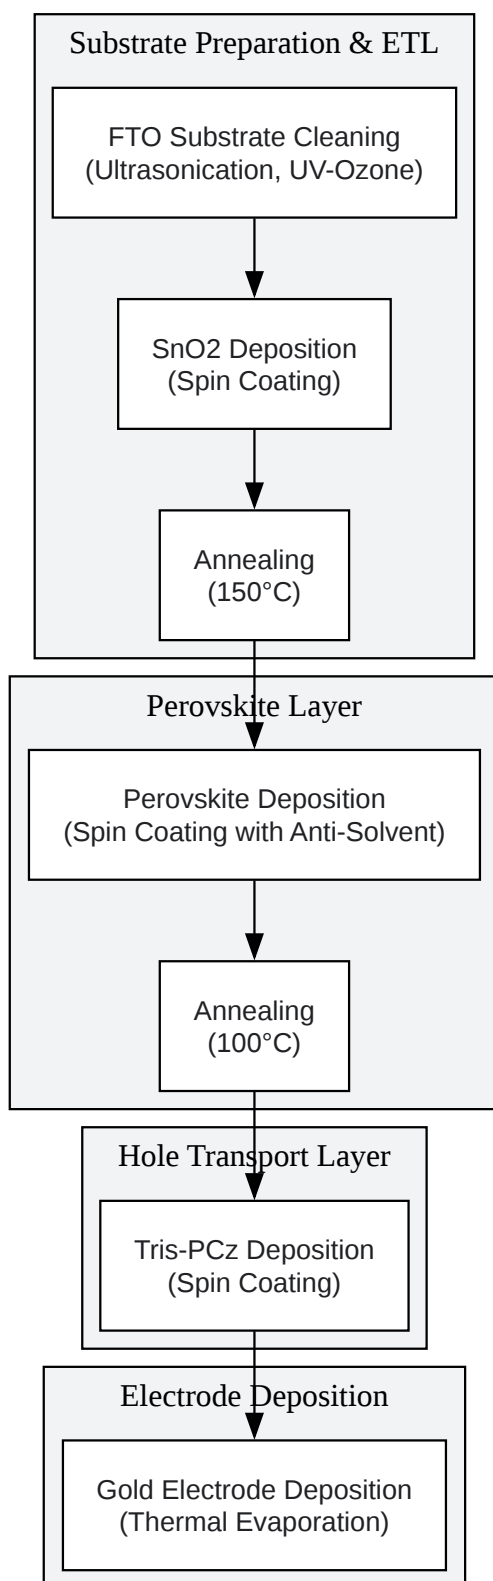 Substrate Preparation & ETL
FTO Substrate Cleaning
(Ultrasonication, UV-Ozone)
SnO2 Deposition
(Spin Coating)
Annealing
(150°C)
Perovskite Layer
Perovskite Deposition
(Spin Coating with Anti-Solvent)
Annealing
(100°C)
Hole Transport Layer
Tris-PCz Deposition
(Spin Coating)
Electrode Deposition
Gold Electrode Deposition
(Thermal Evaporation)